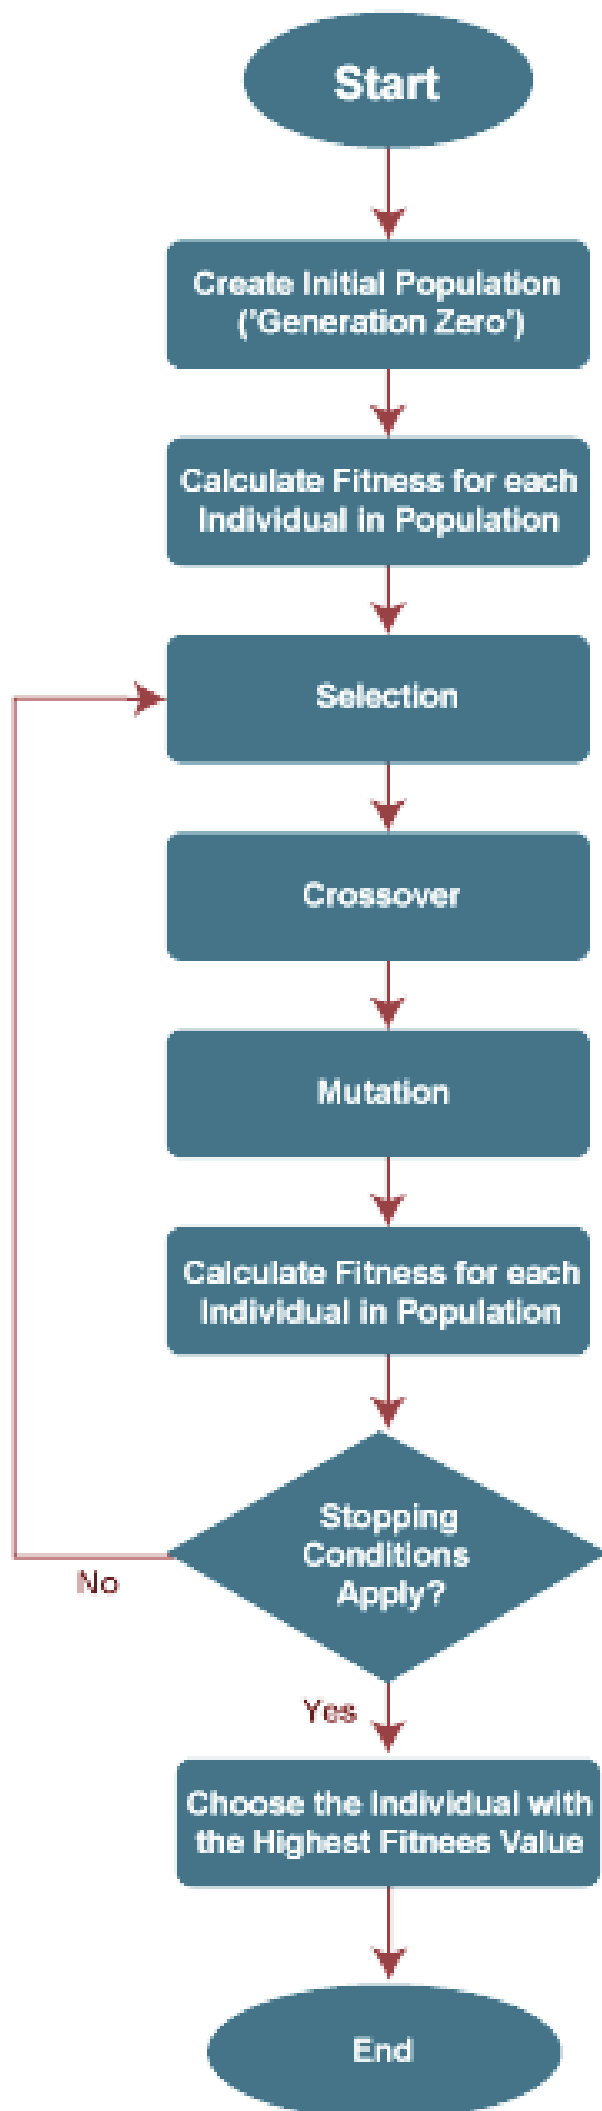 Start
Create Initial Population
('Generation Zero')
Calculate Fitness for each
Individual in Population
Selection
Crossover
Mutation
Calculate Fitness for each
Individual in Population
Stopping
Conditions
Apply?
No
Yes
Choose the Individual with
the Highest Fitnees Value
End